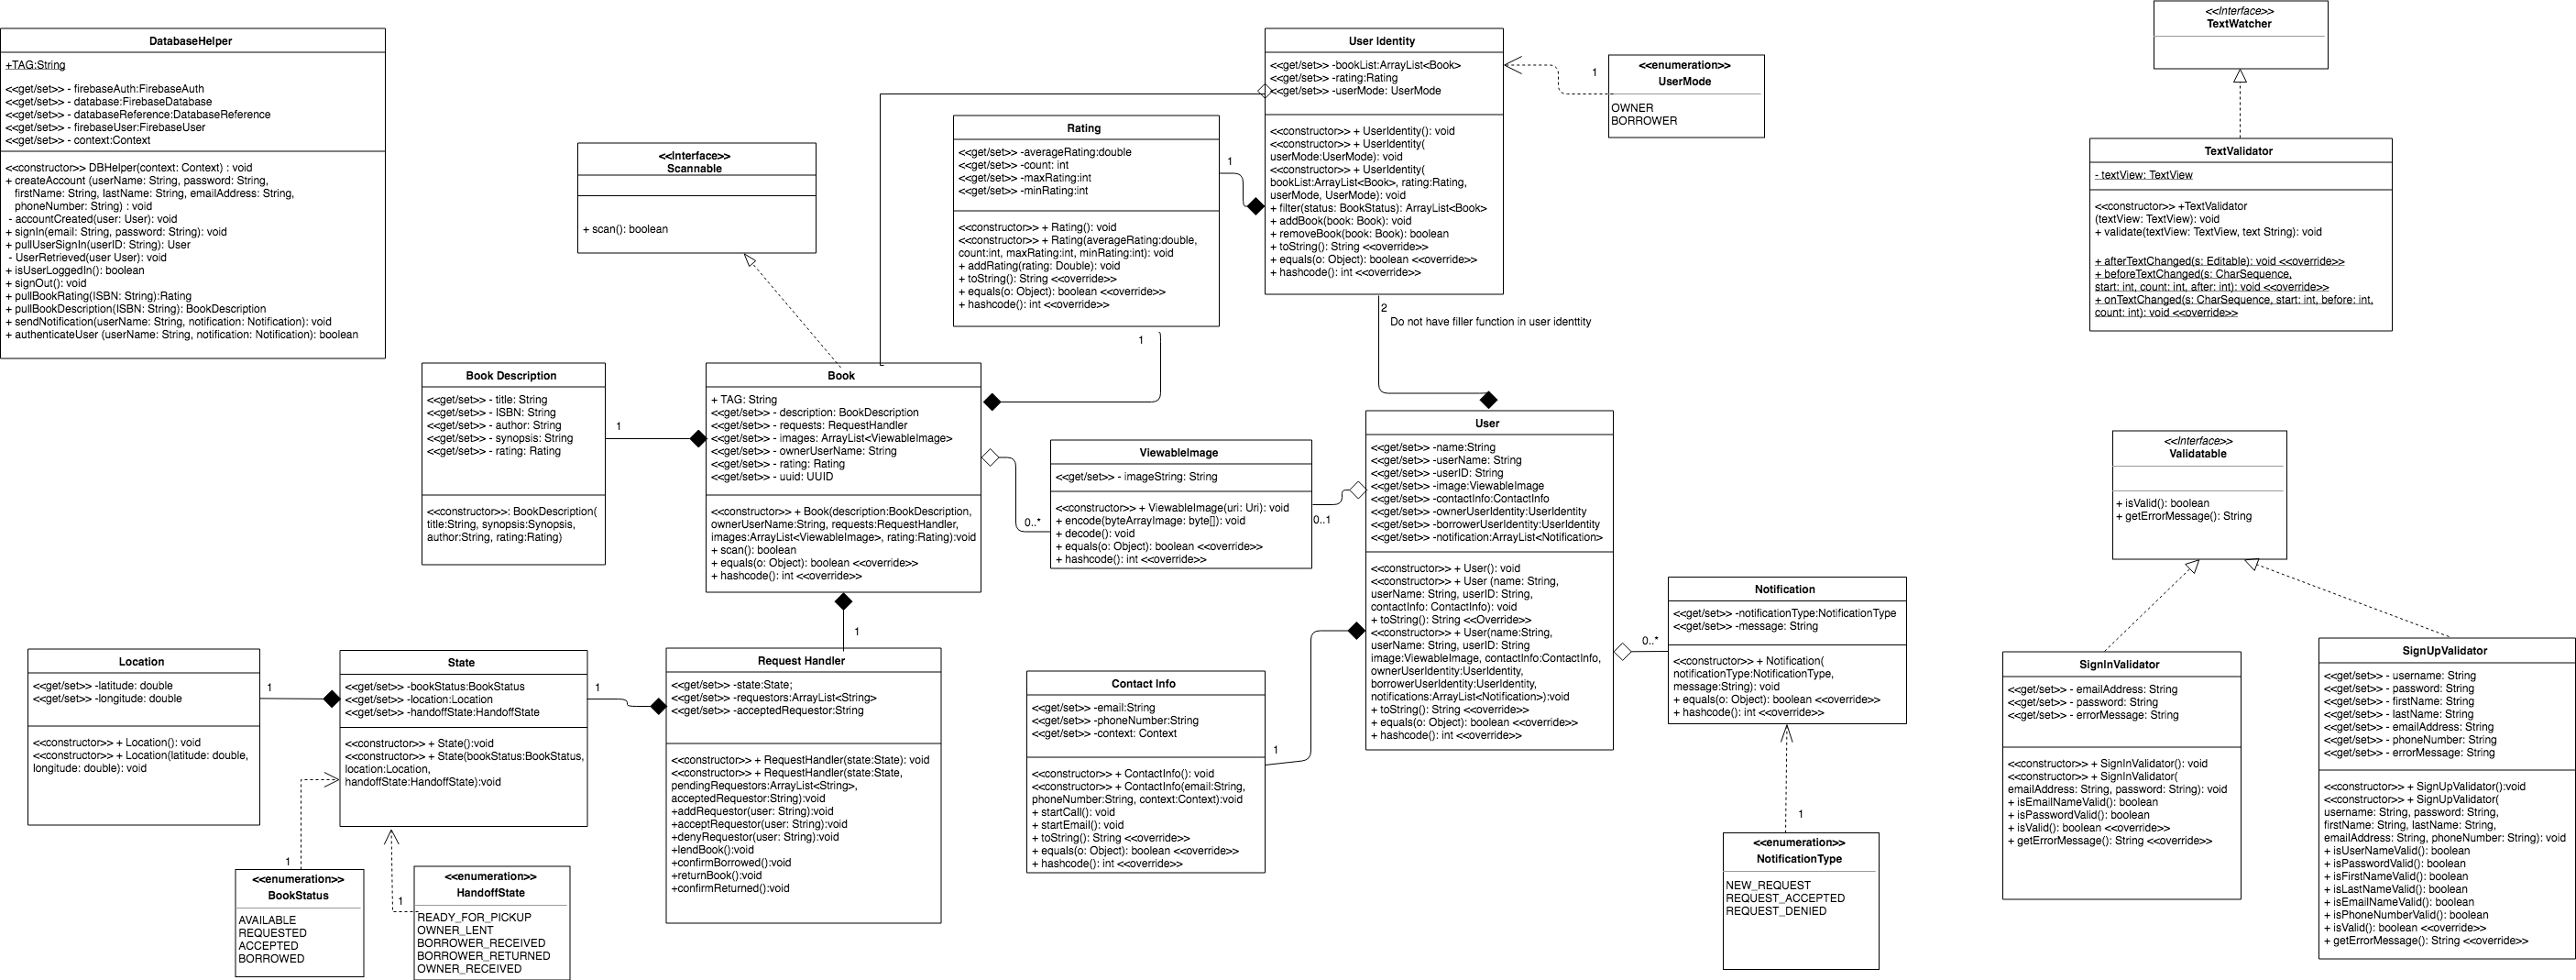 DatabaseHelper
+TAG:String
<<get/set>> - firebaseAuth:FirebaseAuth
<<get/set>> - database:FirebaseDatabase
<<get/set>> - databaseReference:DatabaseReference
<<get/set>> - firebaseUser:FirebaseUser
<<get/set>> - context:Context
<<constructor>> DBHelper(context: Context) : void
+ createAccount (userName: String, password: String,
firstName: String, lastName: String, emailAddress: String,
phoneNumber: String) : void
- accountCreated(user: User): void
+ signIn(email: String, password: String): void
+ pullUserSignIn(userID: String): User
- UserRetrieved(user User): void
+ isUserLoggedIn(): boolean
+ signOut(): void
+ pullBookRating(ISBN: String):Rating
+ pullBookDescription(ISBN: String): BookDescription
+ sendNotification(userName: String, notification: Notification): void
+ authenticateUser (userName: String, notification: Notification): boolean
<<Interface>>
Scannable
+ scan(): boolean
Rating
<<get/set>> -averageRating:double
<<get/set>> -count: int
<<get/set>> -maxRating:int
<<get/set>> -minRating:int
<<constructor>> + Rating(): void
<<constructor>> + Rating(averageRating:double,
count:int, maxRating:int, minRating:int): void
+ addRating(rating: Double): void
+ toString(): String <<override>>
+ equals(o: Object): boolean <<override>>
+ hashcode(): int <<override>>
1
1
User Identity
<<get/set>> -bookList:ArrayList<Book>
<<get/set>> -rating:Rating
<<get/set>> -userMode: UserMode
<<constructor>> + UserIdentity(): void
<<constructor>> + UserIdentity(
userMode:UserMode): void
<<constructor>> + UserIdentity(
bookList:ArrayList<Book>, rating:Rating,
userMode, UserMode): void
+ filter(status: BookStatus): ArrayList<Book>
+ addBook(book: Book): void
+ removeBook(book: Book): boolean
+ toString(): String <<override>>
+ equals(o: Object): boolean <<override>>
+ hashcode(): int <<override>>
2
Do not have filler function in user identtity
1
<<enumeration>>
UserMode
OWNER
BORROWER
<<Interface>>
TextWatcher
TextValidator
- textView: TextView
<<constructor>> +TextValidator
(textView: TextView): void
+ validate(textView: TextView, text String): void
+ afterTextChanged(s: Editable): void <<override>>
+ beforeTextChanged(s: CharSequence,
start: int, count: int, after: int): void <<override>>
+ onTextChanged(s: CharSequence, start: int, before: int,
count: int): void <<override>>
Book Description
<<get/set>> - title: String
<<get/set>> - ISBN: String
<<get/set>> - author: String
<<get/set>> - synopsis: String
<<get/set>> - rating: Rating
<<constructor>>: BookDescription(
title:String, synopsis:Synopsis,
author:String, rating:Rating)
1
Book
+ TAG: String
<<get/set>> - description: BookDescription
<<get/set>> - requests: RequestHandler
<<get/set>> - images: ArrayList<ViewableImage>
<<get/set>> - ownerUserName: String
<<get/set>> - rating: Rating
<<get/set>> - uuid: UUID
<<constructor>> + Book(description:BookDescription,
ownerUserName:String, requests:RequestHandler,
images:ArrayList<ViewableImage>, rating:Rating):void
+ scan(): boolean
+ equals(o: Object): boolean <<override>>
+ hashcode(): int <<override>>
1
0..*
ViewableImage
<<get/set>> - imageString: String
<<constructor>> + ViewableImage(uri: Uri): void
+ encode(byteArrayImage: byte[]): void
+ decode(): void
+ equals(o: Object): boolean <<override>>
+ hashcode(): int <<override>>
0..1
User
<<get/set>> -name:String
<<get/set>> -userName: String
<<get/set>> -userID: String
<<get/set>> -image:ViewableImage
<<get/set>> -contactInfo:ContactInfo
<<get/set>> -ownerUserIdentity:UserIdentity
<<get/set>> -borrowerUserIdentity:UserIdentity
<<get/set>> -notification:ArrayList<Notification>
<<constructor>> + User(): void
<<constructor>> + User (name: String,
userName: String, userID: String,
contactInfo: ContactInfo): void
+ toString(): String <<Override>>
<<constructor>> + User(name:String,
userName: String, userID: String
image:ViewableImage, contactInfo:ContactInfo,
ownerUserIdentity:UserIdentity,
borrowerUserIdentity:UserIdentity,
notifications:ArrayList<Notification>):void
+ toString(): String <<override>>
+ equals(o: Object): boolean <<override>>
+ hashcode(): int <<override>>
0..*
Notification
<<get/set>> -notificationType:NotificationType
<<get/set>> -message: String
<<constructor>> + Notification(
notificationType:NotificationType,
message:String): void
+ equals(o: Object): boolean <<override>>
+ hashcode(): int <<override>>
1
<<enumeration>>
NotificationType
NEW_REQUEST
REQUEST_ACCEPTED
REQUEST_DENIED
<<Interface>>
Validatable
+ isValid(): boolean
+ getErrorMessage(): String
SignInValidator
<<get/set>> - emailAddress: String
<<get/set>> - password: String
<<get/set>> - errorMessage: String
<<constructor>> + SignInValidator(): void
<<constructor>> + SignInValidator(
emailAddress: String, password: String): void
+ isEmailNameValid(): boolean
+ isPasswordValid(): boolean
+ isValid(): boolean <<override>>
+ getErrorMessage(): String <<override>>
SignUpValidator
<<get/set>> - username: String
<<get/set>> - password: String
<<get/set>> - firstName: String
<<get/set>> - lastName: String
<<get/set>> - emailAddress: String
<<get/set>> - phoneNumber: String
<<get/set>> - errorMessage: String
<<constructor>> + SignUpValidator():void
<<constructor>> + SignUpValidator(
username: String, password: String,
firstName: String, lastName: String,
emailAddress: String, phoneNumber: String): void
+ isUserNameValid(): boolean
+ isPasswordValid(): boolean
+ isFirstNameValid(): boolean
+ isLastNameValid(): boolean
+ isEmailNameValid(): boolean
+ isPhoneNumberValid(): boolean
+ isValid(): boolean <<override>>
+ getErrorMessage(): String <<override>>
Location
<<get/set>> -latitude: double
<<get/set>> -longitude: double
<<constructor>> + Location(): void
<<constructor>> + Location(latitude: double,
longitude: double): void
1
State
<<get/set>> -bookStatus:BookStatus
<<get/set>> -location:Location
<<get/set>> -handoffState:HandoffState
<<constructor>> + State():void
<<constructor>> + State(bookStatus:BookStatus,
location:Location,
handoffState:HandoffState):void
1
Request Handler
<<get/set>> -state:State;
<<get/set>> -requestors:ArrayList<String>
<<get/set>> -acceptedRequestor:String
<<constructor>> + RequestHandler(state:State): void
<<constructor>> + RequestHandler(state:State,
pendingRequestors:ArrayList<String>,
acceptedRequestor:String):void
+addRequestor(user: String):void
+acceptRequestor(user: String):void
+denyRequestor(user: String):void
+lendBook():void
+confirmBorrowed():void
+returnBook():void
+confirmReturned():void
Contact Info
<<get/set>> -email:String
<<get/set>> -phoneNumber:String
<<get/set>> -context: Context
<<constructor>> + ContactInfo(): void
<<constructor>> + ContactInfo(email:String,
phoneNumber:String, context:Context):void
+ startCall(): void
+ startEmail(): void
+ toString(): String <<override>>
+ equals(o: Object): boolean <<override>>
+ hashcode(): int <<override>>
1
1
<<enumeration>>
BookStatus
AVAILABLE
REQUESTED
ACCEPTED
BORROWED
1
<<enumeration>>
HandoffState
READY_FOR_PICKUP
OWNER_LENT
BORROWER_RECEIVED
BORROWER_RETURNED
OWNER_RECEIVED